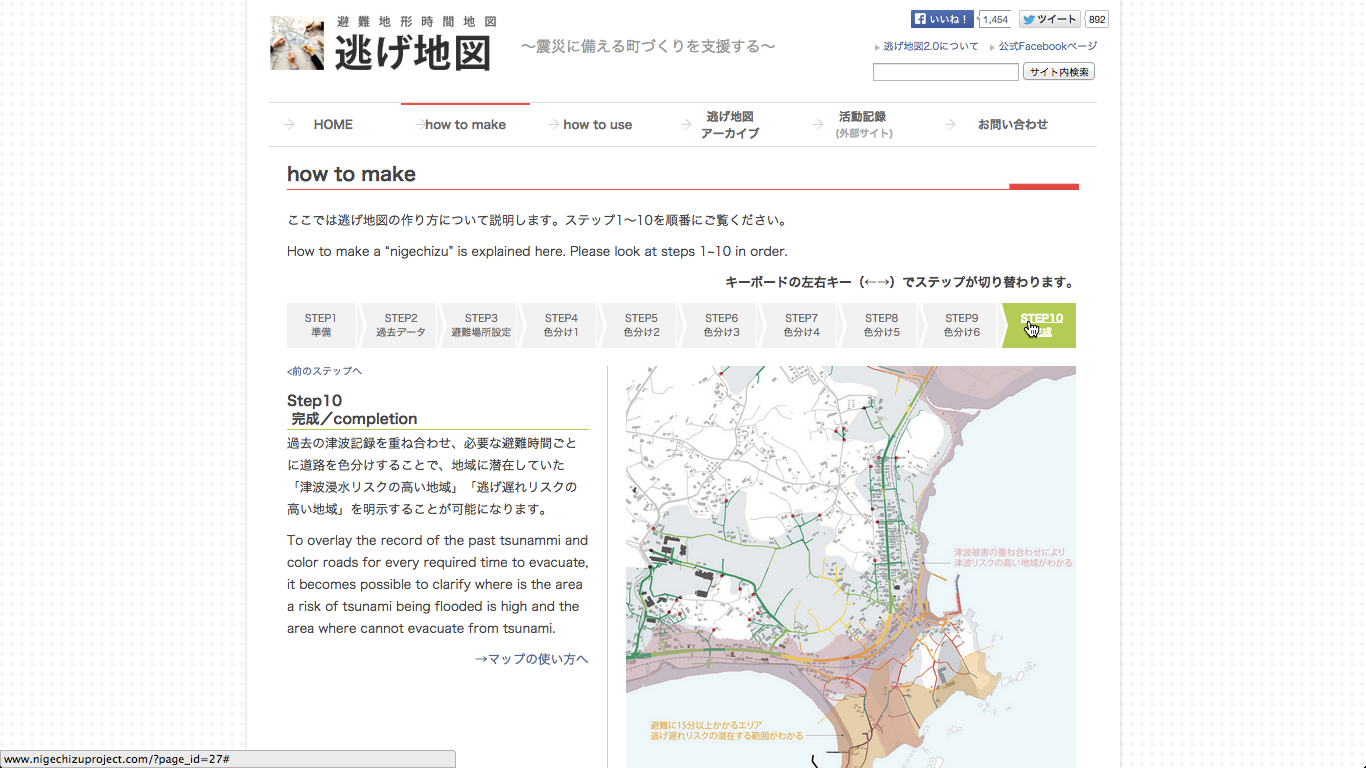 避難地形時間地図
逃げ地図
～震災に備える町づくりを支援する～
いいね！ 1,454 ツイート 892
逃げ地図2.0について 公式Facebookページ
サイト内検索
HOME
how to make
how to use
逃げ地図
アーカイブ
活動記録
(外部サイト)
お問い合わせ
how to make
ここでは逃げ地図の作り方について説明します。ステップ1～10を順番にご覧ください。
How to make a “nigechizu” is explained here. Please look at steps 1~10 in order.
キーボードの左右キー（←→）でステップが切り替わります。
STEP1
準備
STEP2
過去データ
STEP3
避難場所設定
STEP4
色分け1
STEP5
色分け2
STEP6
色分け3
STEP7
色分け4
STEP8
色分け5
STEP9
色分け6
STEP10
成
<前のステップへ
Step10
完成／completion
過去の津波記録を重ね合わせ、必要な避難時間ごと
に道路を色分けすることで、地域に潜在していた
「津波浸水リスクの高い地域」「逃げ遅れリスクの
高い地域」を明示することが可能になります。
To overlay the record of the past tsunammi and
color roads for every required time to evacuate,
it becomes possible to clarify where is the area
a risk of tsunami being flooded is high and the
area where cannot evacuate from tsunami.
→マップの使い方へ
津波被害の重ね合わせにより
津波リスクの高い地域がわかる
避難に15分以上かかるエリア
逃げ遅れリスクの潜在する範囲がわかる
www.nigechizuproject.com/?page_id=27#